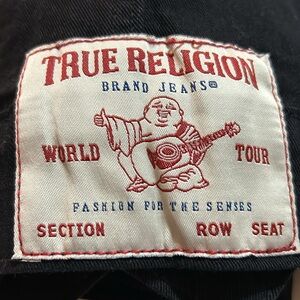 TRUE RELIGION
BRAND JEANS®
WORLD TOUR
FASHION FOR THE SENSES
SECTION ROW SEAT